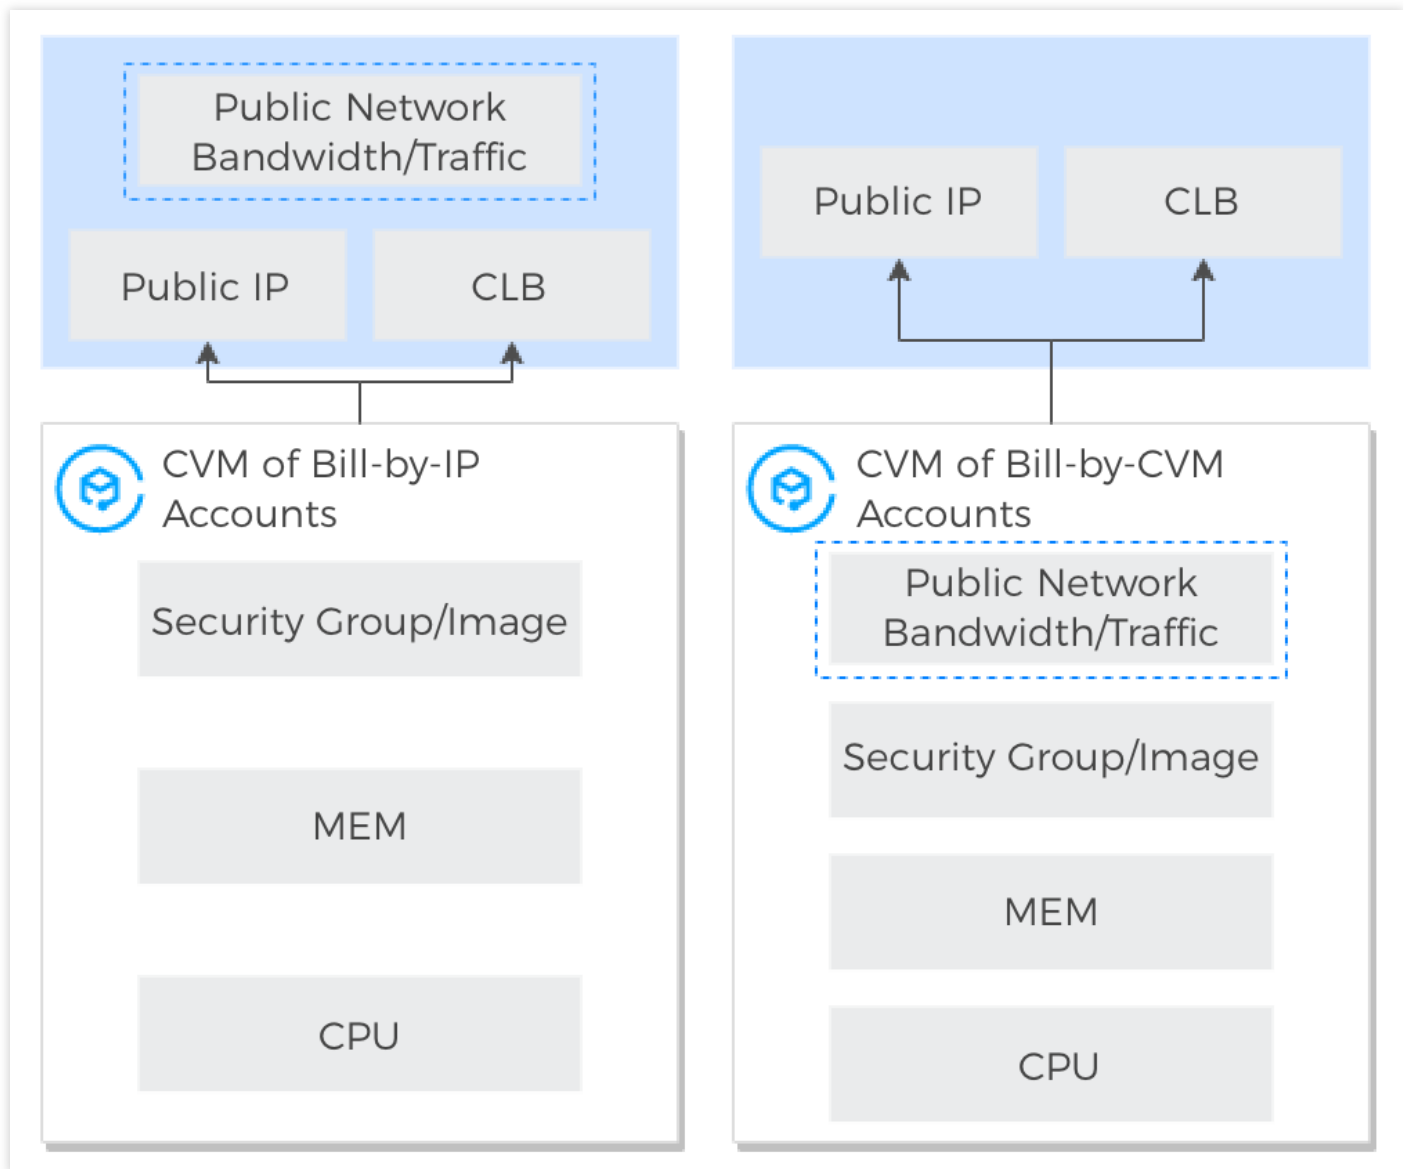 Public Network
Bandwidth/Traffic
Public IP
CLB
CVM of Bill-by-IP
Accounts
Security Group/Image
MEM
CPU
Public IP
CLB
CVM of Bill-by-CVM
Accounts
Public Network
Bandwidth/Traffic
Security Group/Image
MEM
CPU